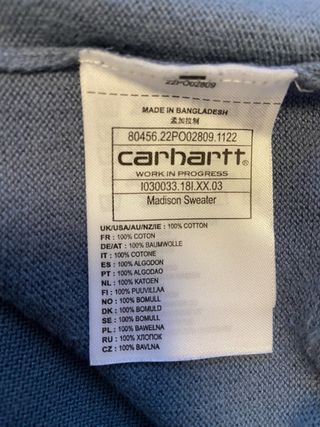 22PO02809
MADE IN BANGLADESH
孟加拉制
80456.22PO02809.1122
carhartt®
WORK IN PROGRESS
I030033.18I.XX.03
Madison Sweater
UK/USA/AU/NZ/IE : 100% COTTON
FR : 100% COTON
DE/AT : 100% BAUMWOLLE
IT : 100% COTONE
ES : 100% ALGODON
PT : 100% ALGODAO
NL : 100% KATOEN
FI : 100% PUUVILLAA
NO : 100% BOMULL
DK : 100% BOMULD
SE : 100% BOMULL
PL : 100% BAWELNA
RU : 100% ХЛОПОК
CZ : 100% BAVLNA